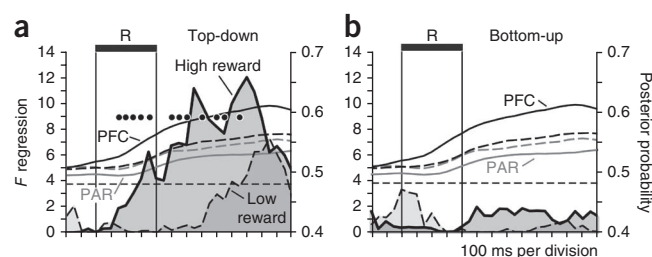 a
R
Top-down
14
12
10
8
6
4
2
0
F regression
High reward
PFC
PAR
Low
reward
0.7
0.6
0.5
0.4
b
R
Bottom-up
14
12
10
8
6
4
2
0
PFC
PAR
0.7
0.6
0.5
0.4
Posterior probability
100 ms per division